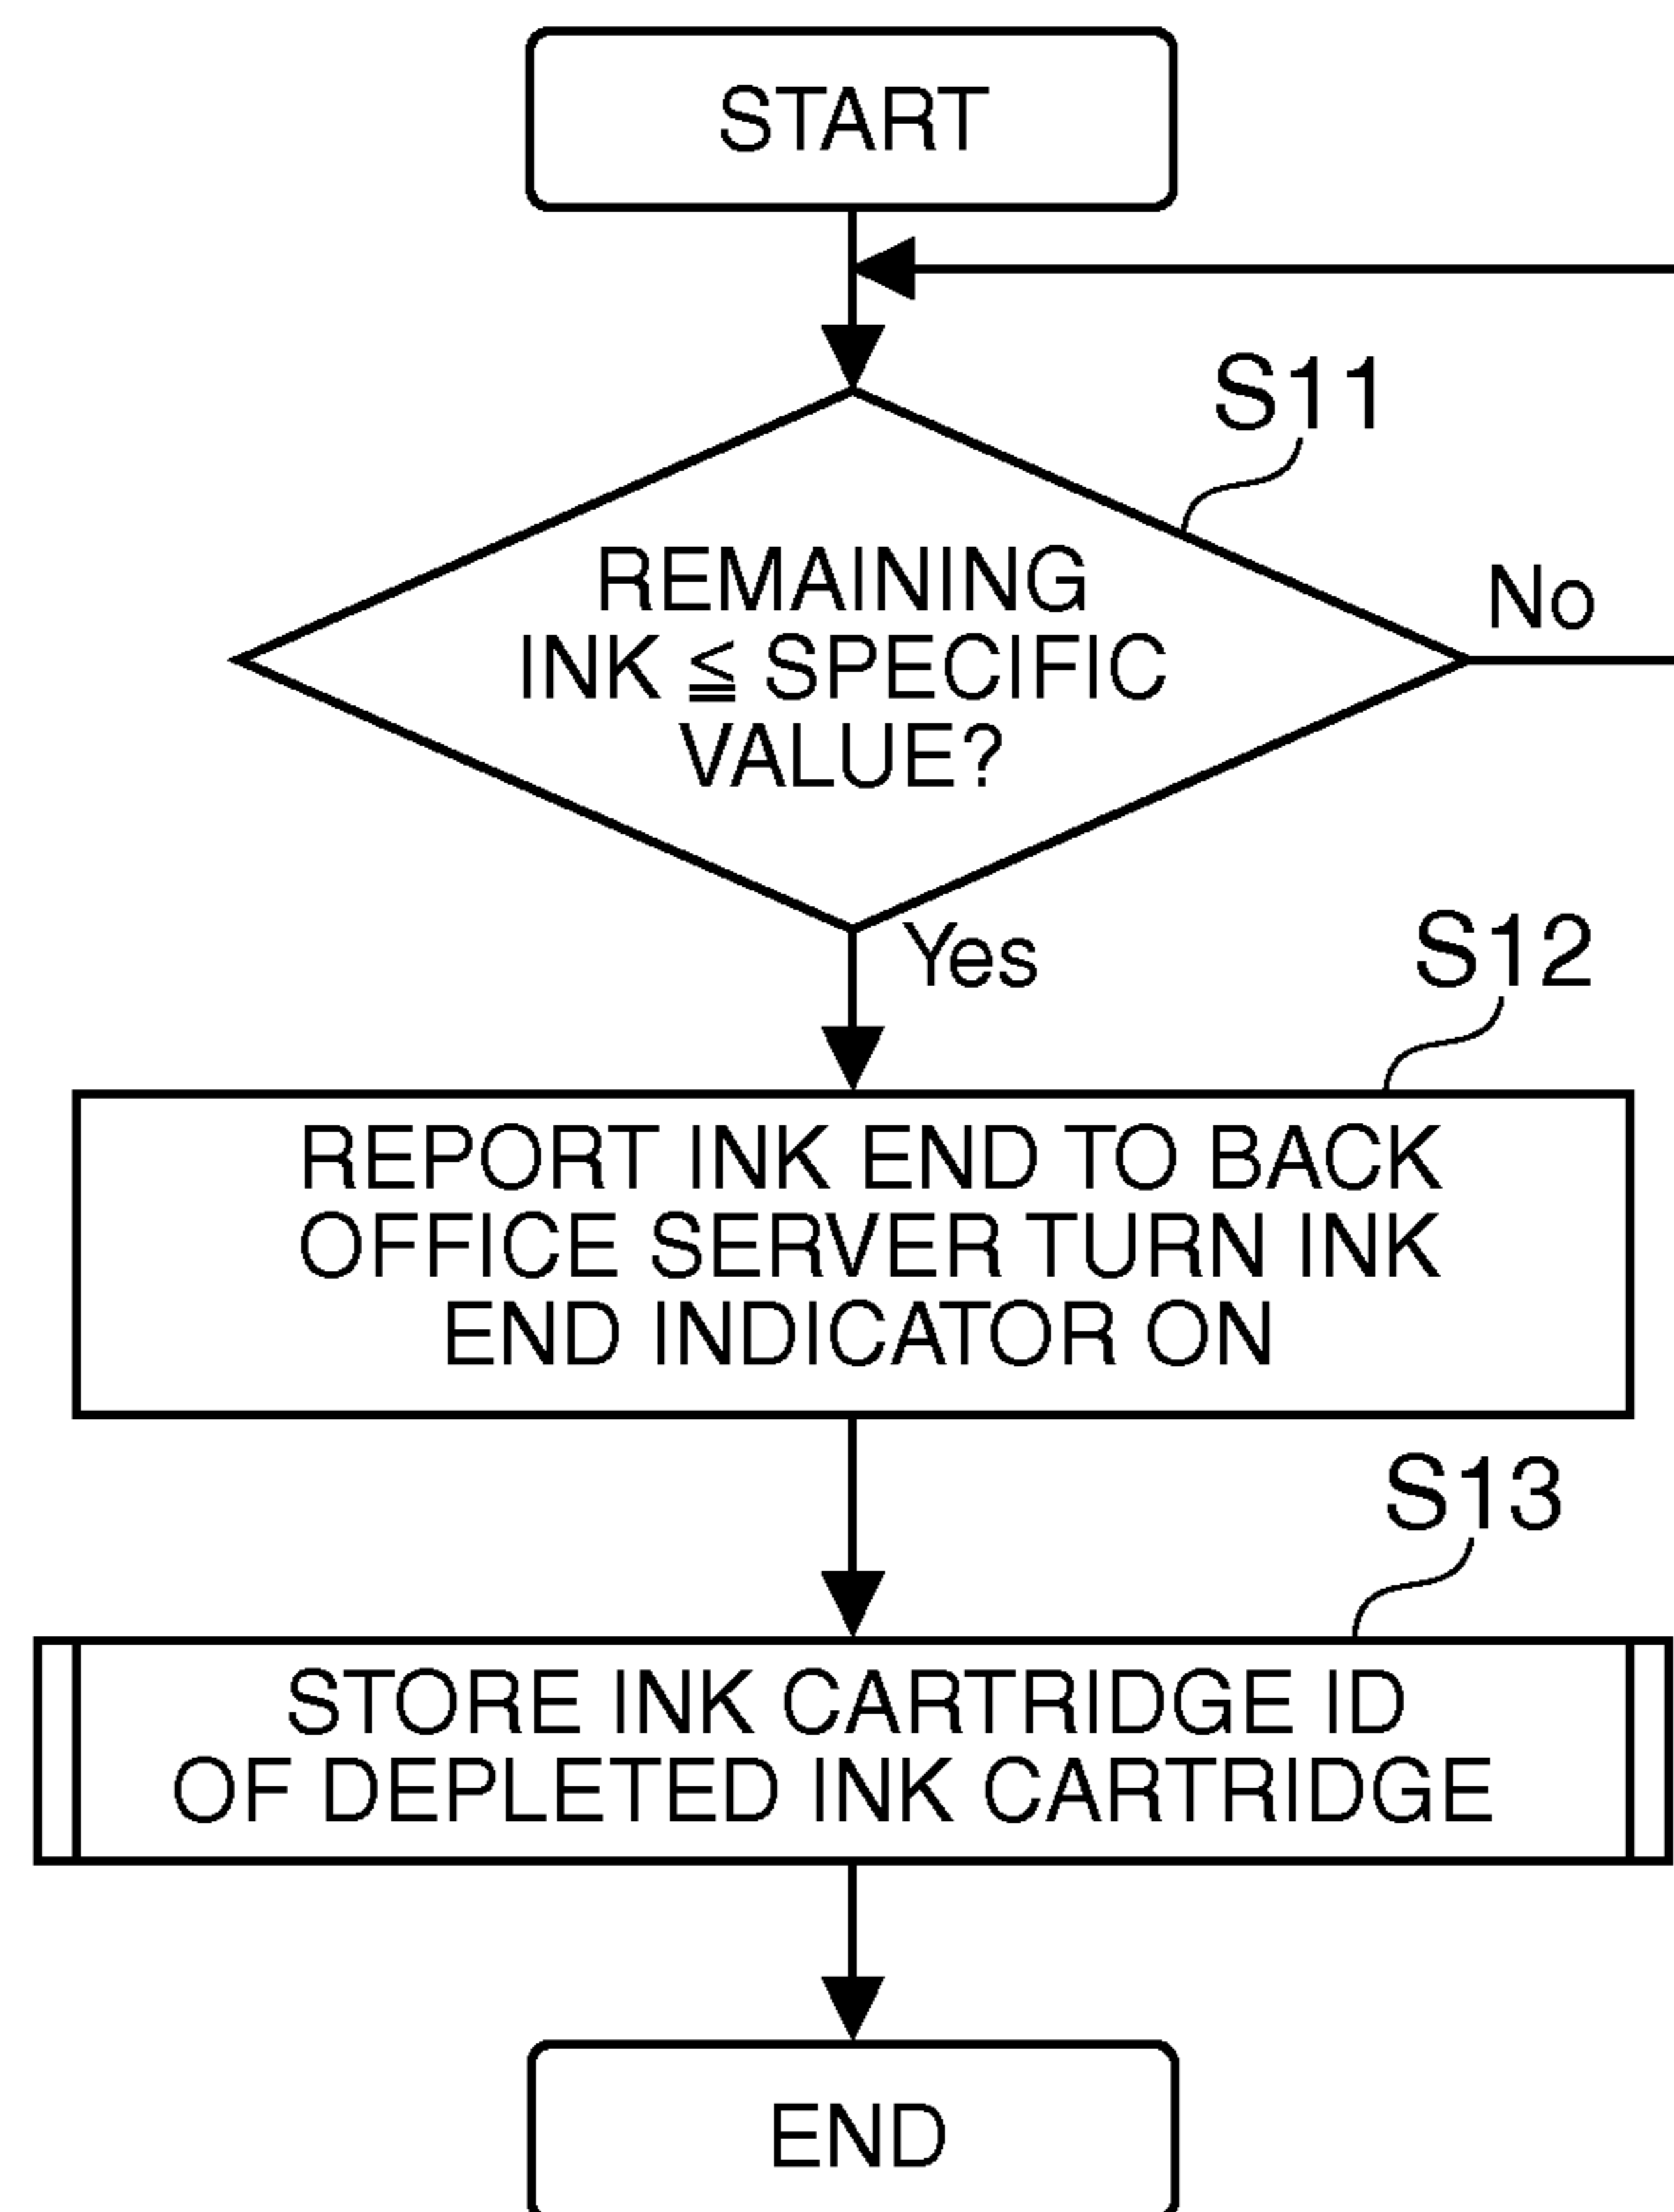 START
S11
REMAINING
INK ≦ SPECIFIC
VALUE?
No
Yes
S12
REPORT INK END TO BACK
OFFICE SERVER TURN INK
END INDICATOR ON
S13
STORE INK CARTRIDGE ID
OF DEPLETED INK CARTRIDGE
END